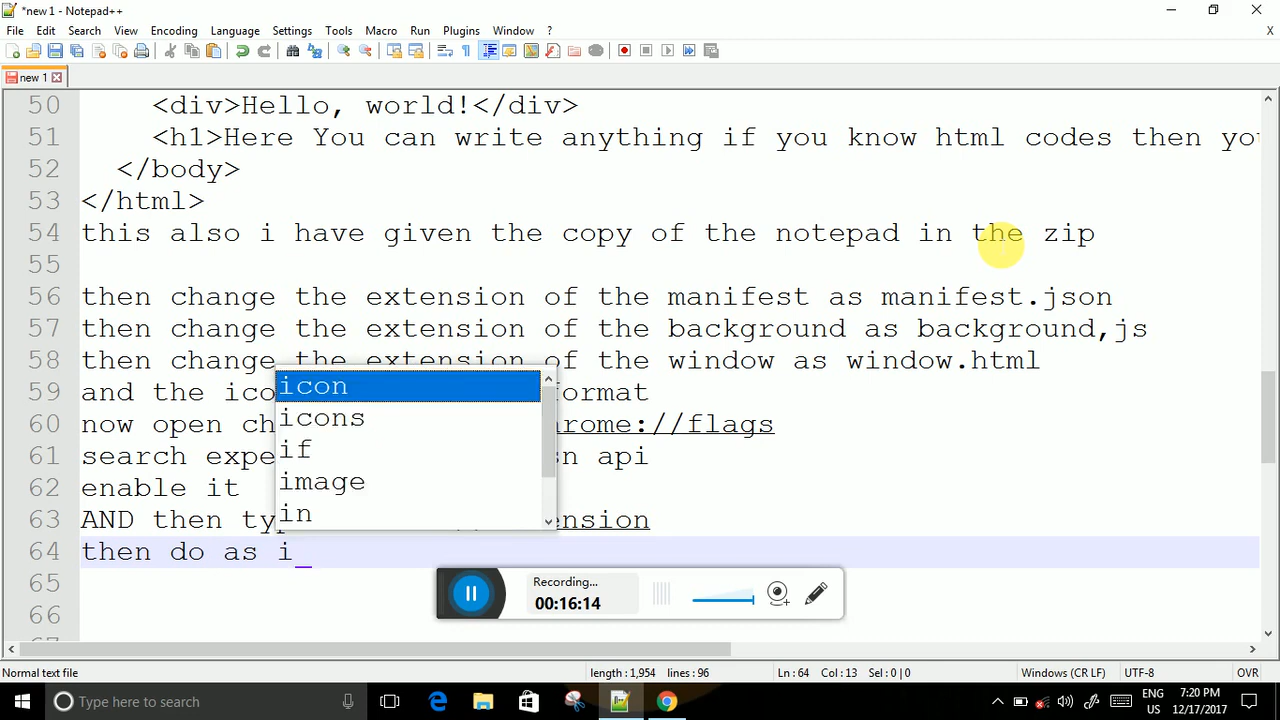 *new 1 - Notepad++
File Edit Search View Encoding Language Settings Tools Macro Run Plugins Window ? X
new 1
50 <div>Hello, world!</div>
51 <h1>Here You can write anything if you know html codes then yo
52 </body>
53 </html>
54 this also i have given the copy of the notepad in the zip
55
56 then change the extension of the manifest as manifest.json
57 then change the extension of the background as background,js
58 then change the extension of the window as window.html
59 and the ico format
60 now open ch rome://flags
61 search expe sn api
62 enable it
63 AND then typ ension
64 then do as i
65
66
icon
icons
if
image
in
Recording...
00:16:14
Normal text file length : 1,954 lines : 96 Ln : 64 Col : 13 Sel : 0 | 0 Windows (CR LF) UTF-8 OVR
Type here to search
ENG
US
7:20 PM
12/17/2017